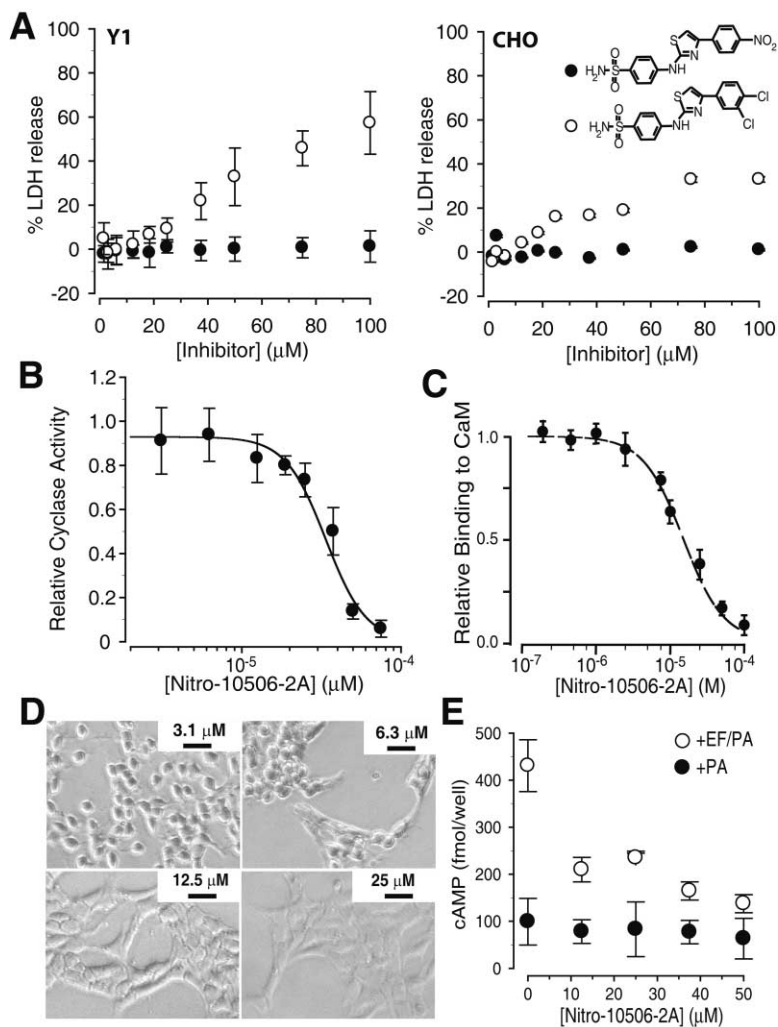 A
Y1
% LDH release
100
80
60
40
20
0
-20
0 20 40 60 80 100
[Inhibitor] (μM)
CHO
% LDH release
100
80
60
40
20
0
-20
0 20 40 60 80 100
[Inhibitor] (μM)
H2N S O O NH S N NO2
H2N S O O NH S N Cl Cl
B
Relative Cyclase Activity
1.2
1.0
0.8
0.6
0.4
0.2
0
10-5 10-4
[Nitro-10506-2A] (μM)
C
Relative Binding to CaM
1.0
0.5
0.0
10-7 10-6 10-5 10-4
[Nitro-10506-2A] (M)
D
3.1 μM
6.3 μM
12.5 μM
25 μM
E
cAMP (fmol/well)
500
400
300
200
100
0
+EF/PA
+PA
0 10 20 30 40 50
[Nitro-10506-2A] (μM)